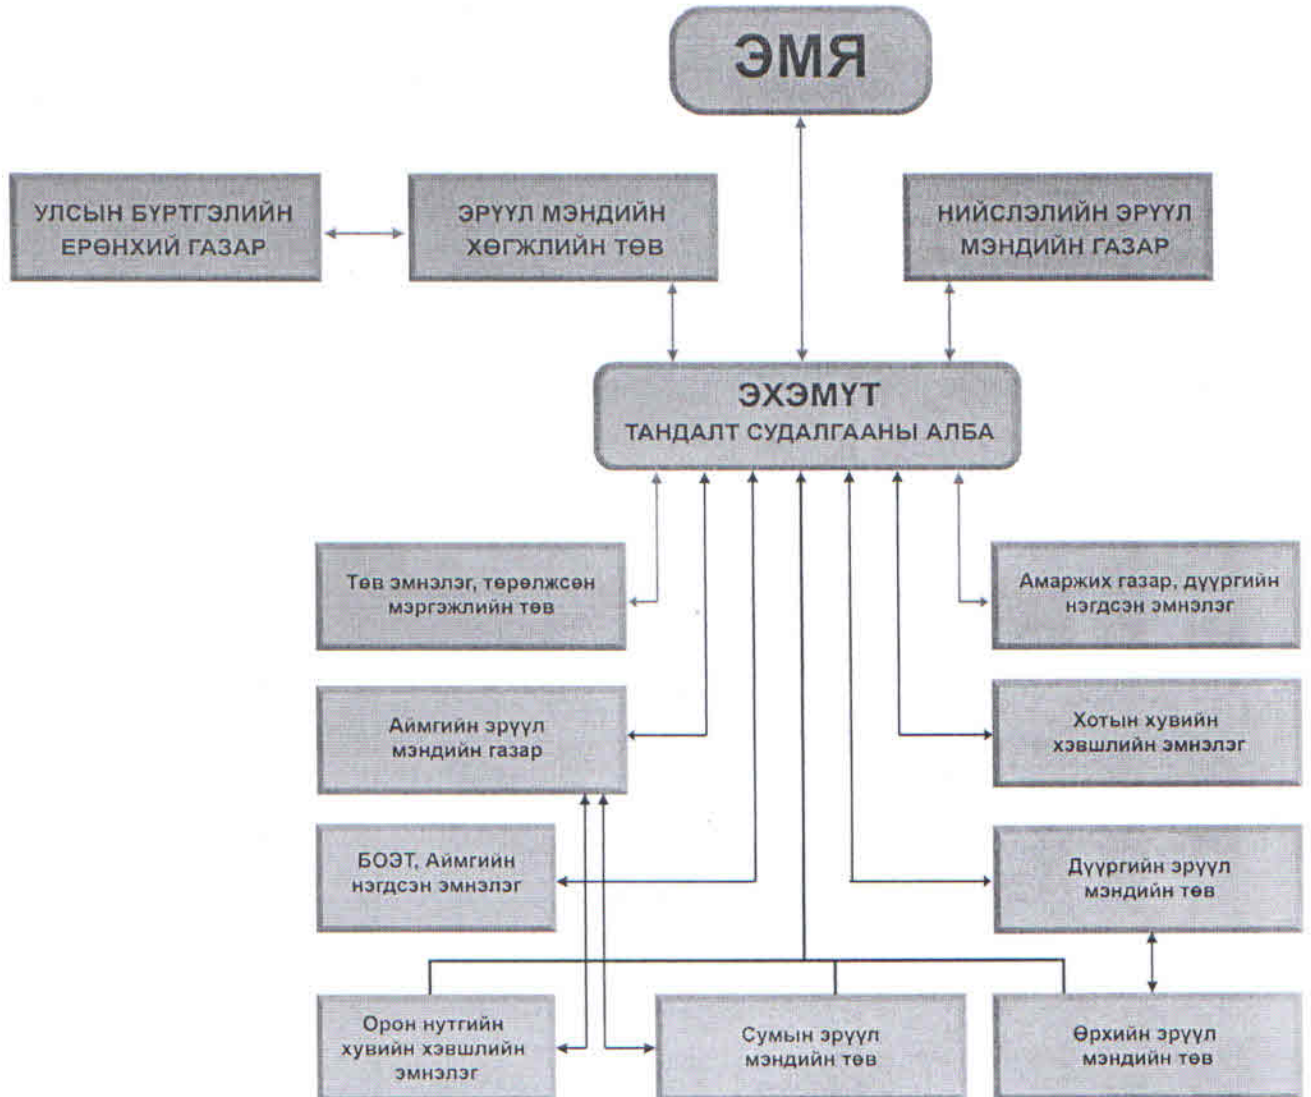 ЭМЯ
УЛСЫН БҮРТГЭЛИЙН
ЕРӨНХИЙ ГАЗАР
ЭРҮҮЛ МЭНДИЙН
ХӨГЖЛИЙН ТӨВ
НИЙСЛЭЛИЙН ЭРҮҮЛ
МЭНДИЙН ГАЗАР
ЭХЭМҮТ
ТАНДАЛТ СУДАЛГААНЫ АЛБА
Төв эмнэлэг, төрөлжсөн
мэргэжлийн төв
Амаржих газар, дүүргийн
нэгдсэн эмнэлэг
Аймгийн эрүүл
мэндийн газар
Хотын хувийн
хэвшлийн эмнэлэг
БОЭТ, Аймгийн
нэгдсэн эмнэлэг
Дүүргийн эрүүл
мэндийн төв
Орон нутгийн
хувийн хэвшлийн
эмнэлэг
Сумын эрүүл
мэндийн төв
Өрхийн эрүүл
мэндийн төв